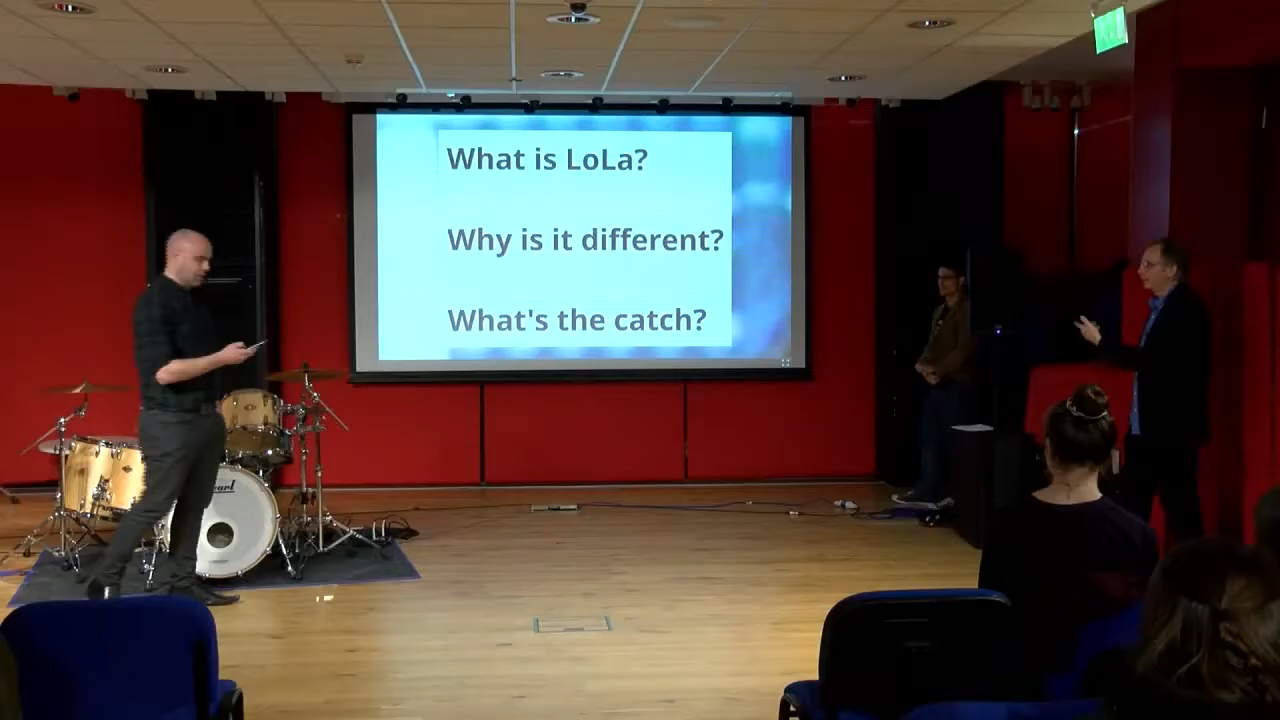 What is LoLa?
Why is it different?
What's the catch?